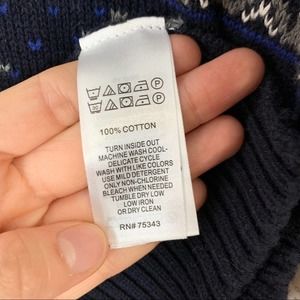 100% COTTON
TURN INSIDE OUT
MACHINE WASH COOL-
DELICATE CYCLE
WASH WITH LIKE COLORS
USE MILD DETERGENT
ONLY NON-CHLORINE
BLEACH WHEN NEEDED
TUMBLE DRY LOW
LOW IRON
OR DRY CLEAN
RN# 75343